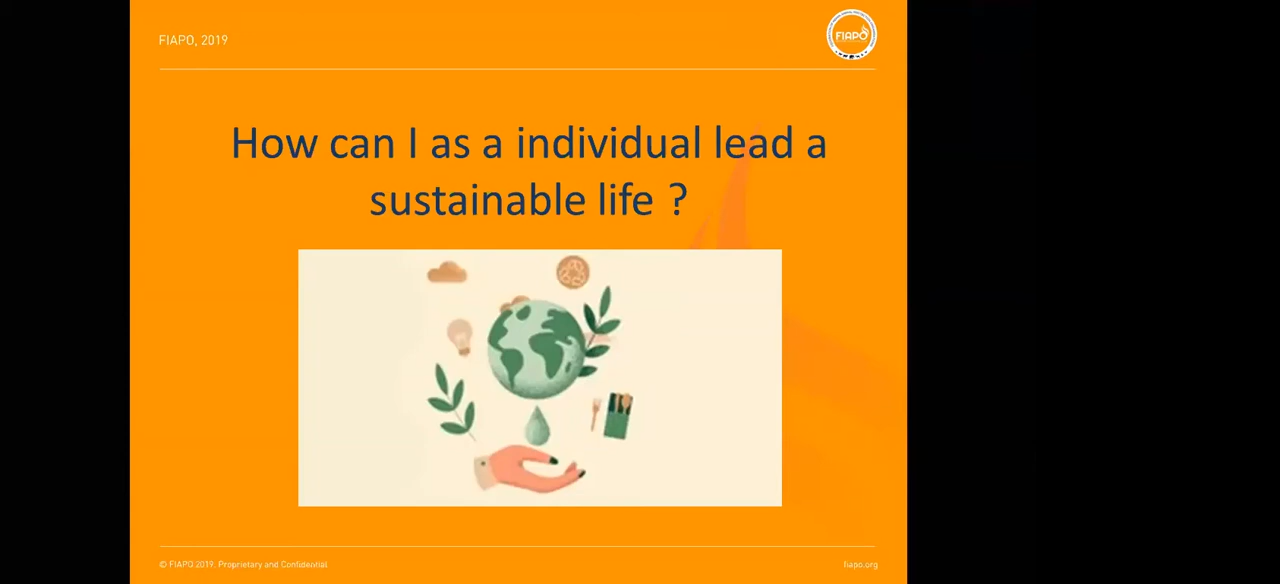 FIAPO, 2019
FIAPO
How can I as a individual lead a
sustainable life ?
© FIAPO 2019. Proprietary and Confidential
fiapo.org